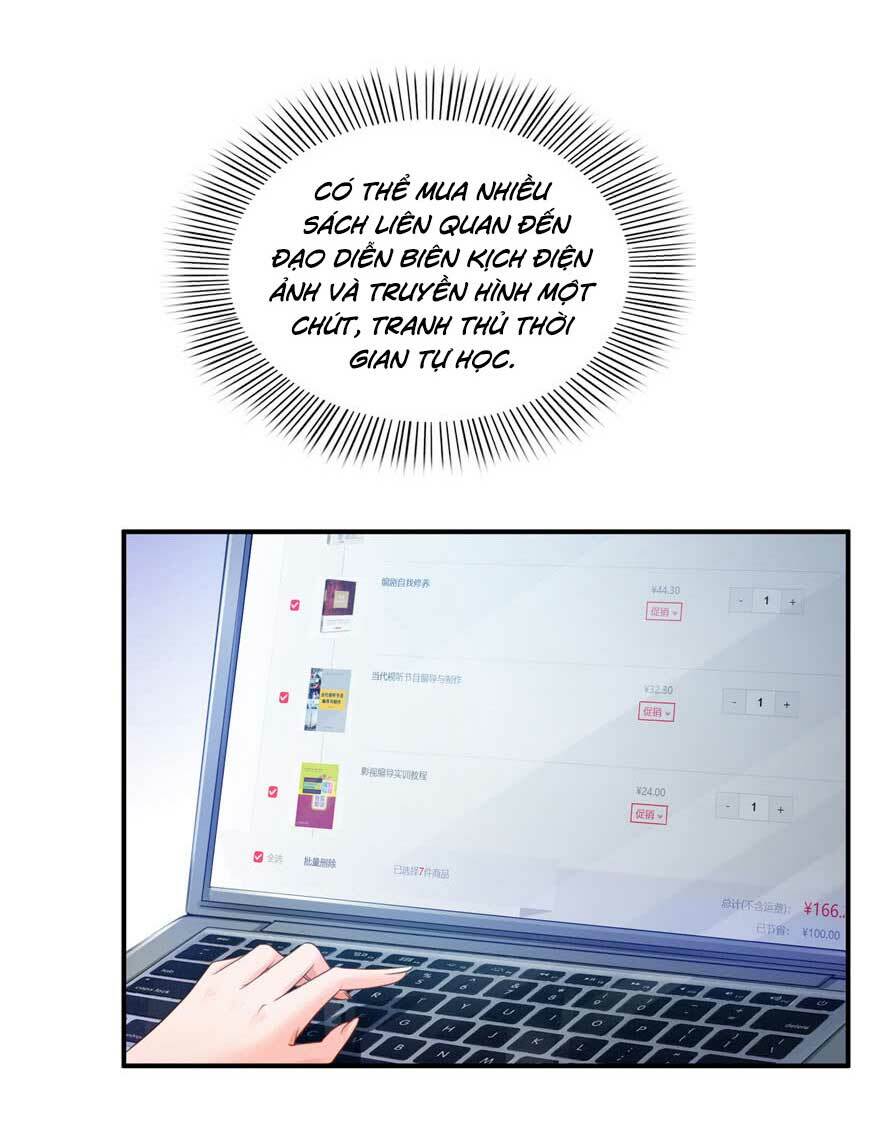 CÓ THỂ MUA NHIỀU
SÁCH LIÊN QUAN ĐẾN
ĐẠO DIỄN BIÊN KỊCH ĐIỆN
ẢNH VÀ TRUYỀN HÌNH MỘT
CHÚT, TRANH THỦ THỜI
GIAN TỰ HỌC.
编剧自我修养
¥44.30
促销
- 1 +
当代视听节目编导与制作
¥32.80
促销
- 1 +
影视编导实训教程
¥24.00
促销
- 1 +
全选 批量删除 已选择7件商品
总计(不含运费): ¥166.
已节省: ¥100.00
tab
caps lock
delete